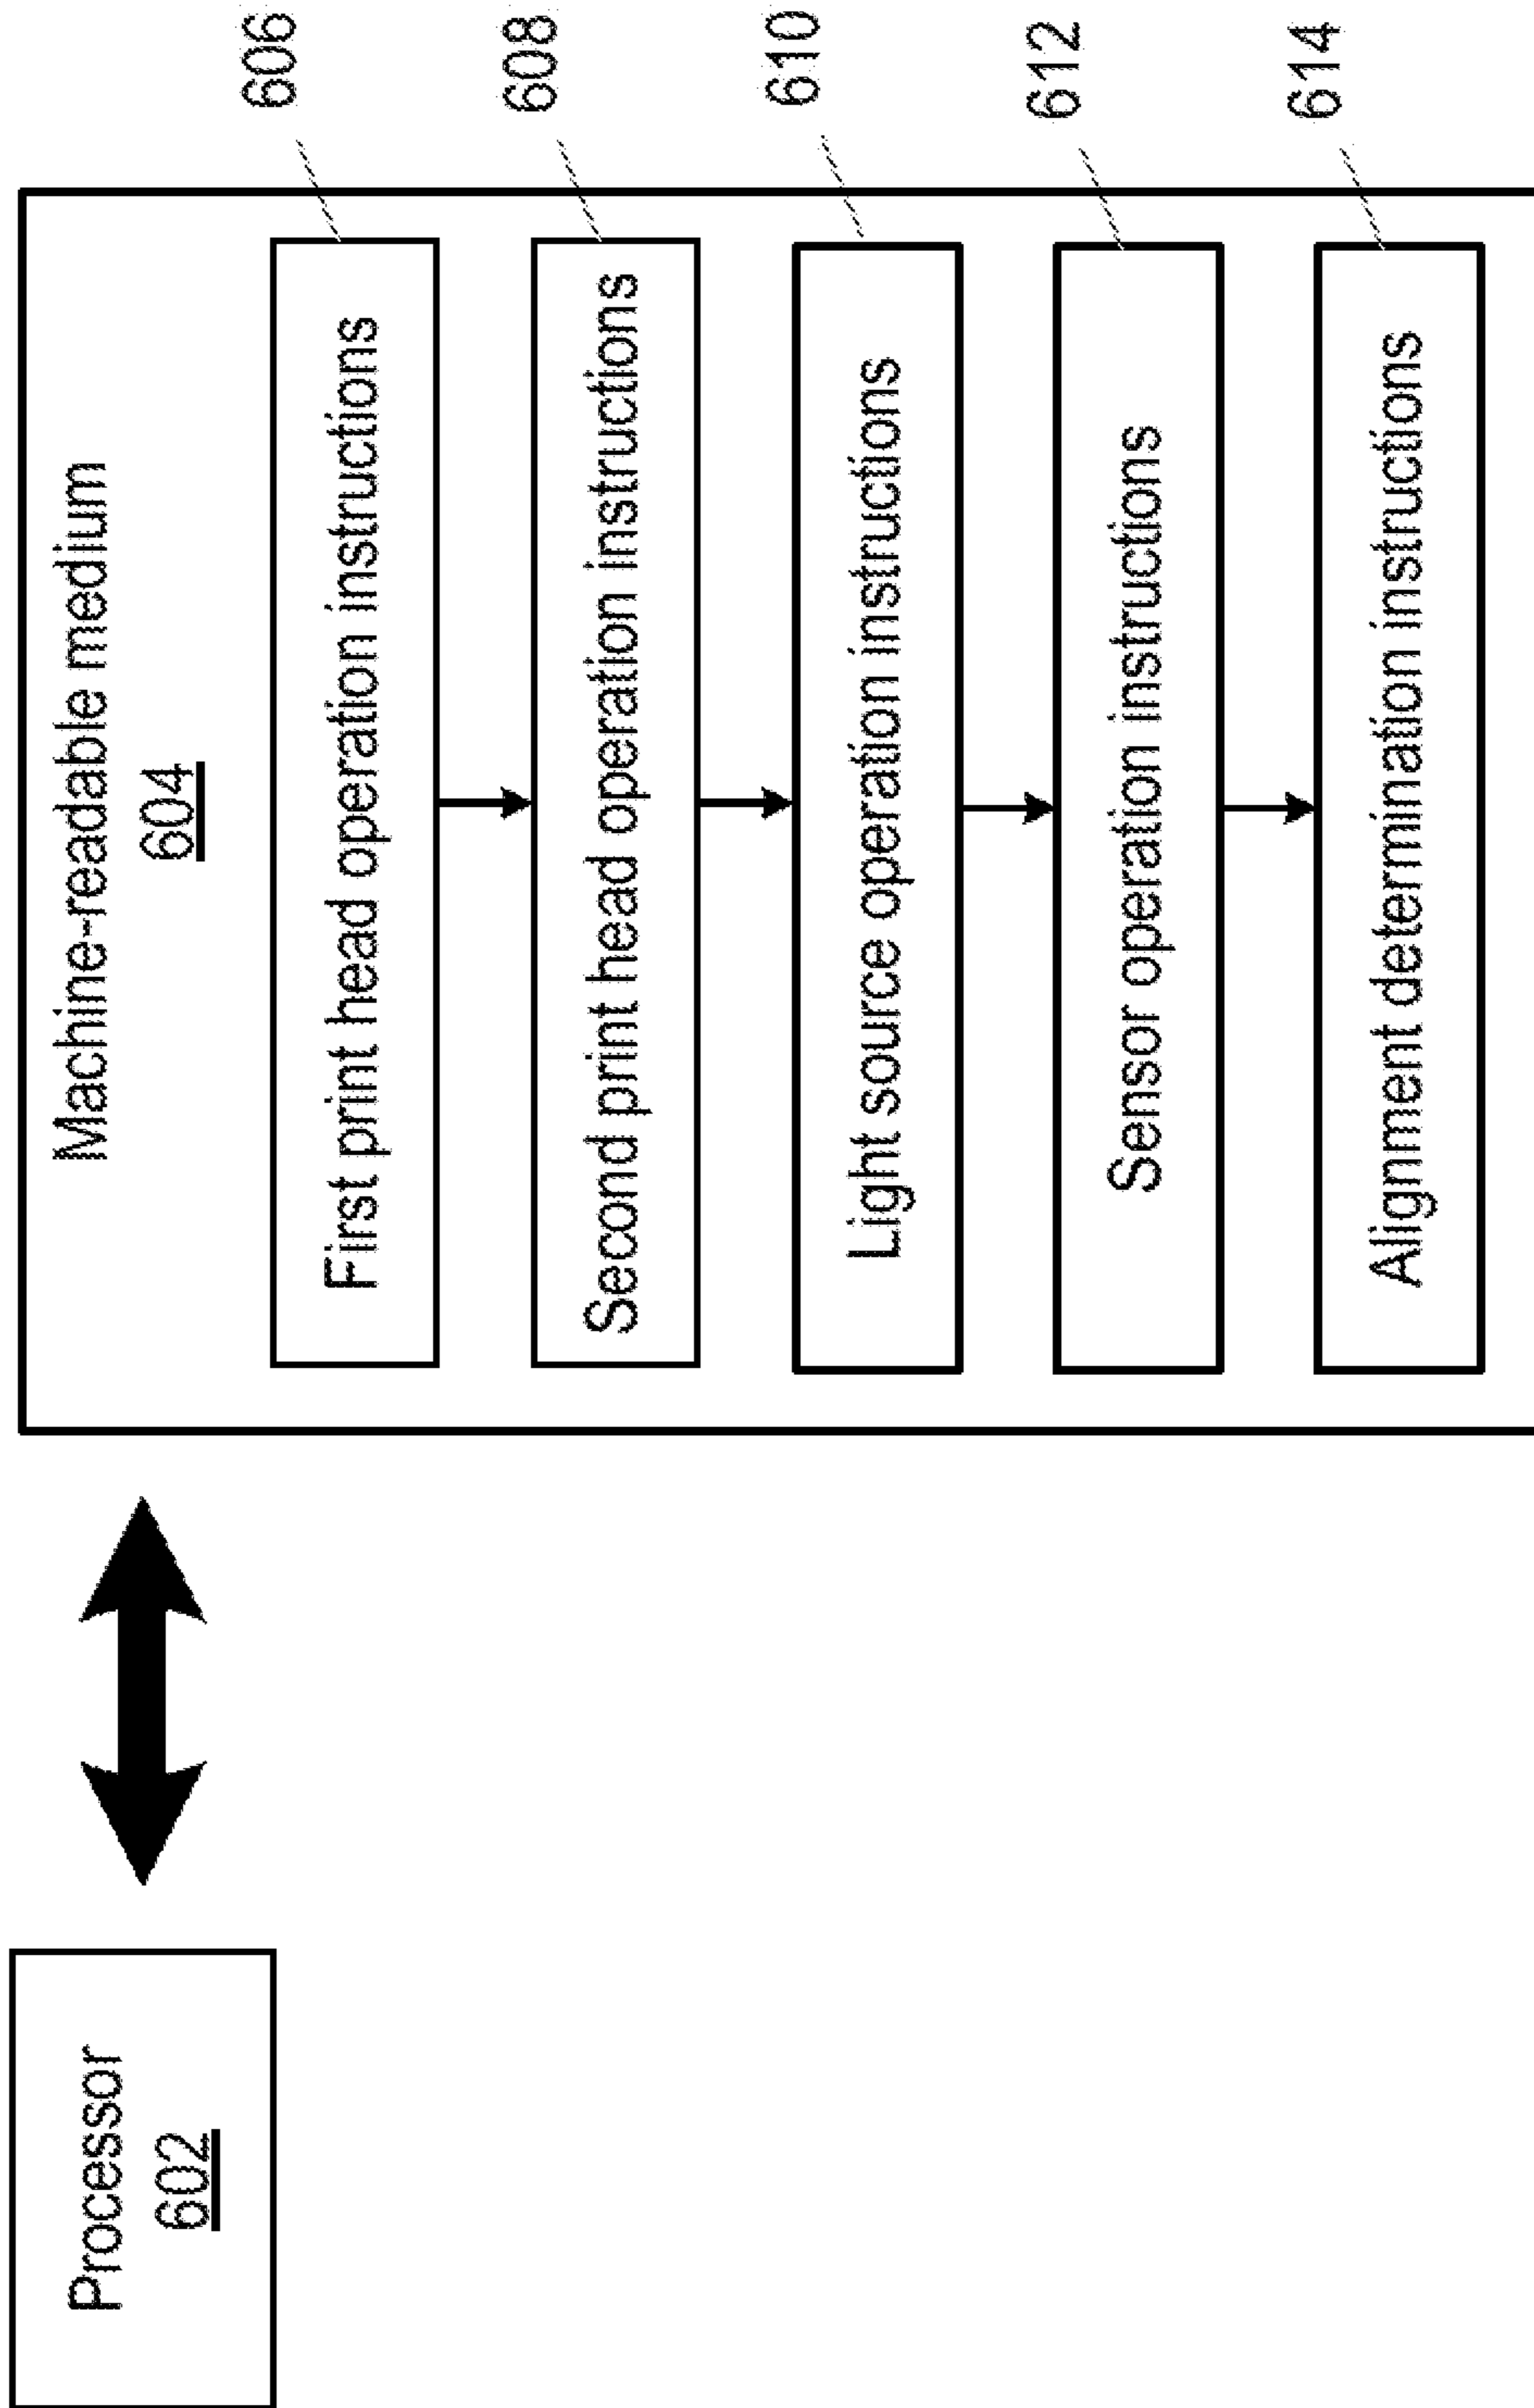 Processor
602
Machine-readable medium
604
First print head operation instructions
606
Second print head operation instructions
608
Light source operation instructions
610
Sensor operation instructions
612
Alignment determination instructions
614